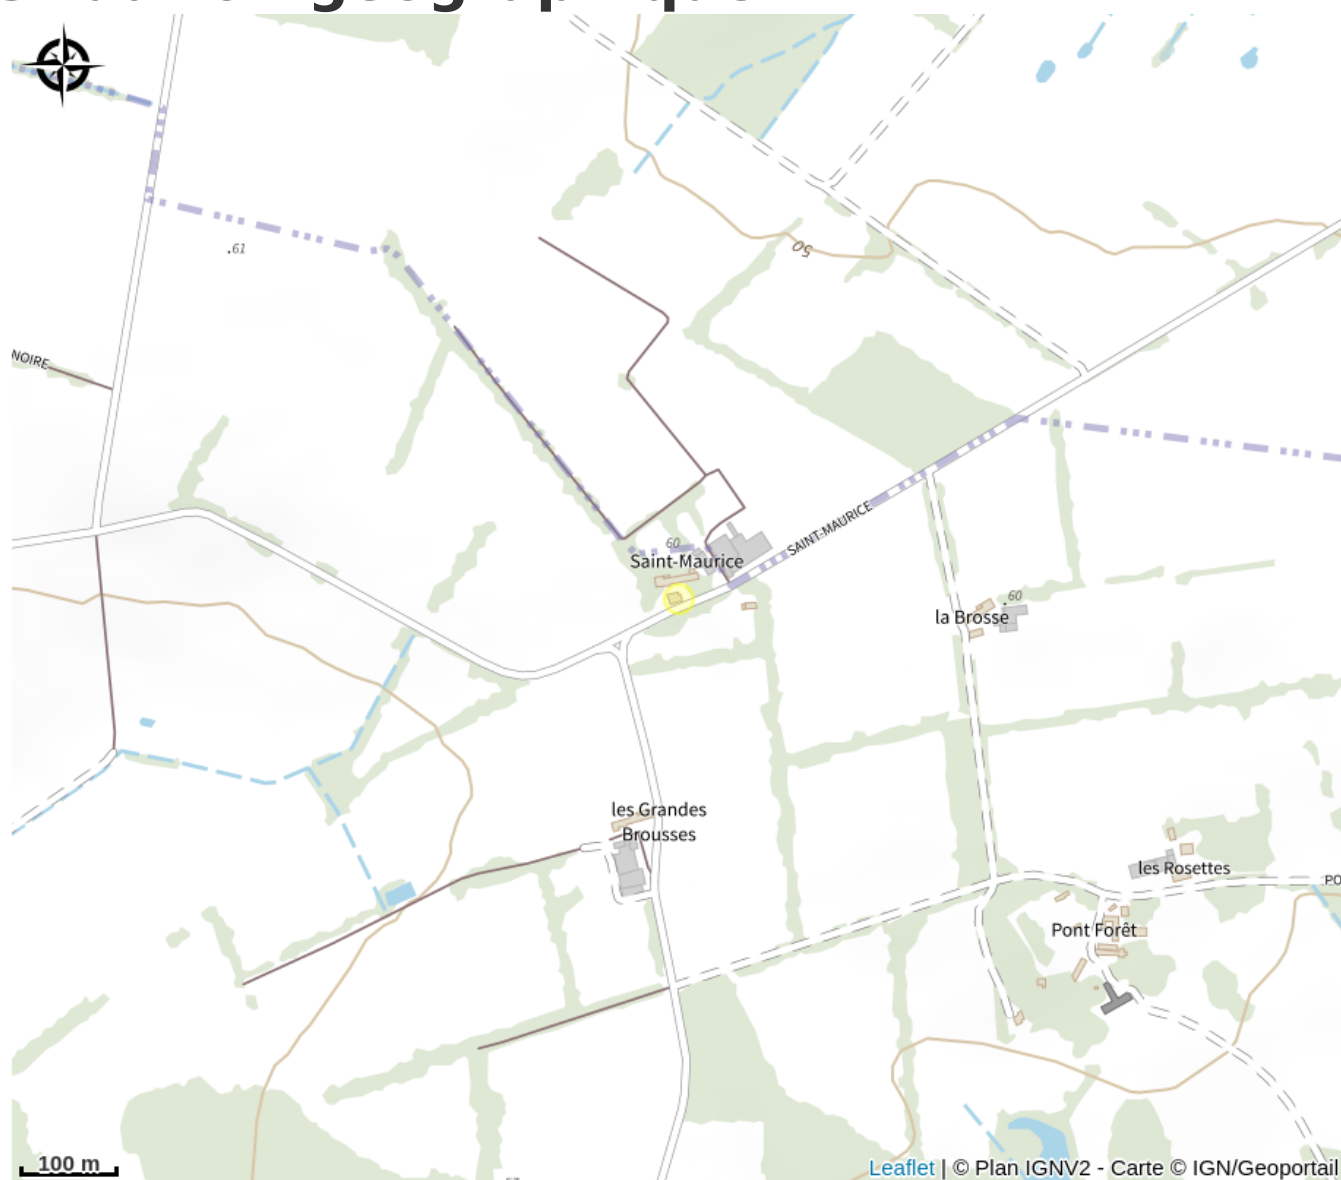 .61
NOIRE
50
SAINT-MAURICE
60
Saint-Maurice
60
la Brosse
les Grandes
Brousses
les Rosettes
PO
Pont Forêt
100 m
Leaflet | © Plan IGNV2 - Carte © IGN/Geoportail